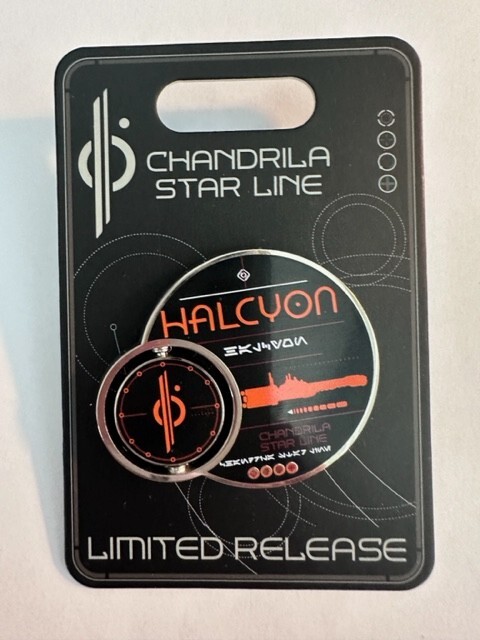 CHANDRILA
STAR LINE
HALCYON
CHANDRILA
STAR LINE
LIMITED RELEASE